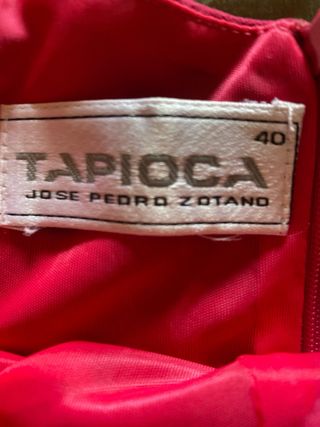 40
TAPIOCA
JOSE PEDRO ZOTANO